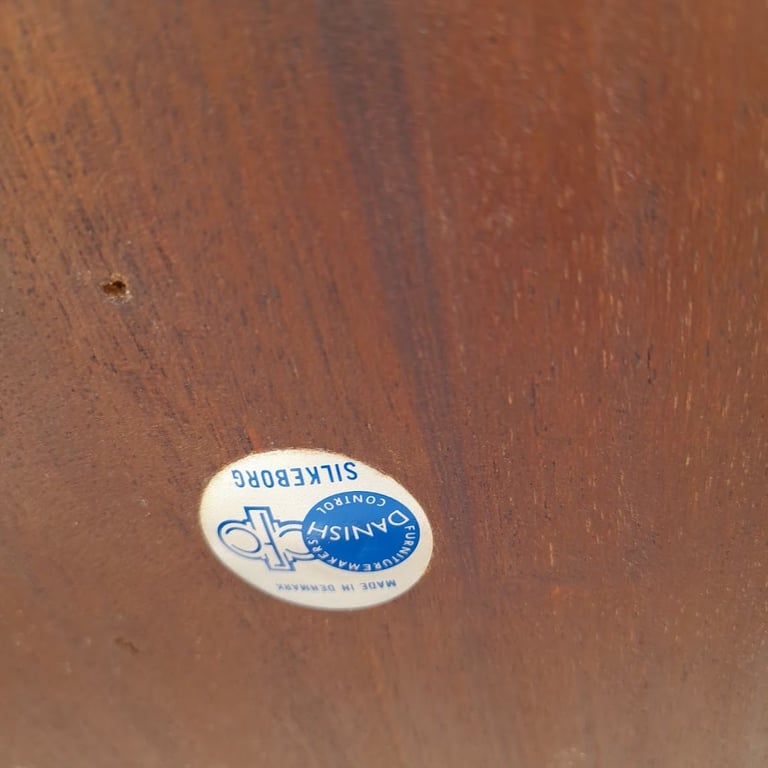 MADE IN DENMARK
FURNITUREMAKERS
DANISH
CONTROL
SILKEBORG